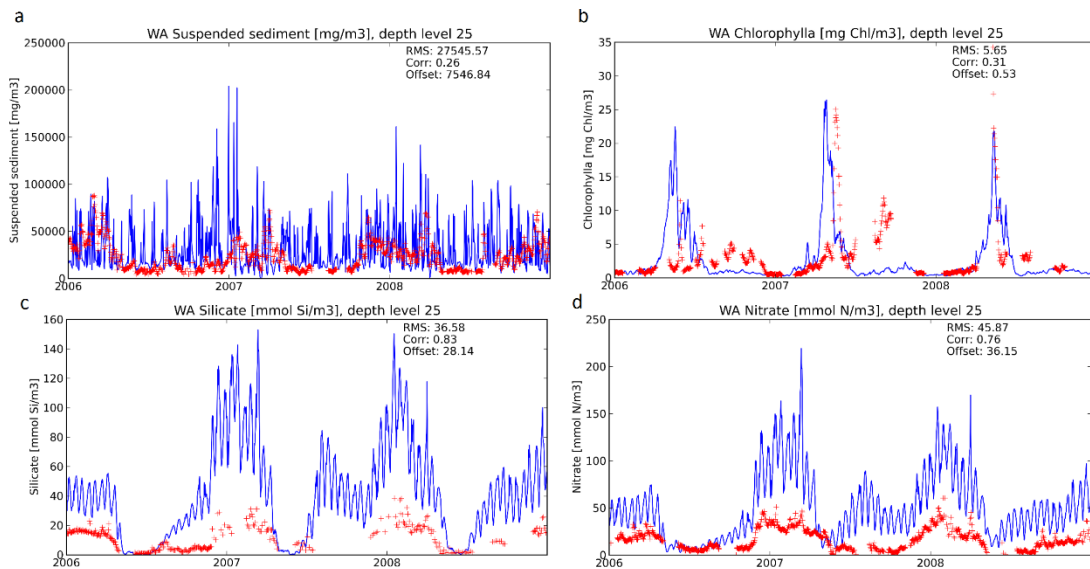 a
WA Suspended sediment [mg/m3], depth level 25
RMS: 27545.57
Corr: 0.26
Offset: 7546.84
Suspended sediment [mg/m3]
250000
200000
150000
100000
50000
0
2006 2007 2008
b
WA Chlorophylla [mg Chl/m3], depth level 25
RMS: 5.65
Corr: 0.31
Offset: 0.53
Chlorophylla [mg Chl/m3]
35
30
25
20
15
10
5
0
2006 2007 2008
c
WA Silicate [mmol Si/m3], depth level 25
RMS: 36.58
Corr: 0.83
Offset: 28.14
Silicate [mmol Si/m3]
160
140
120
100
80
60
40
20
0
2006 2007 2008
d
WA Nitrate [mmol N/m3], depth level 25
RMS: 45.87
Corr: 0.76
Offset: 36.15
Nitrate [mmol N/m3]
250
200
150
100
50
0
2006 2007 2008